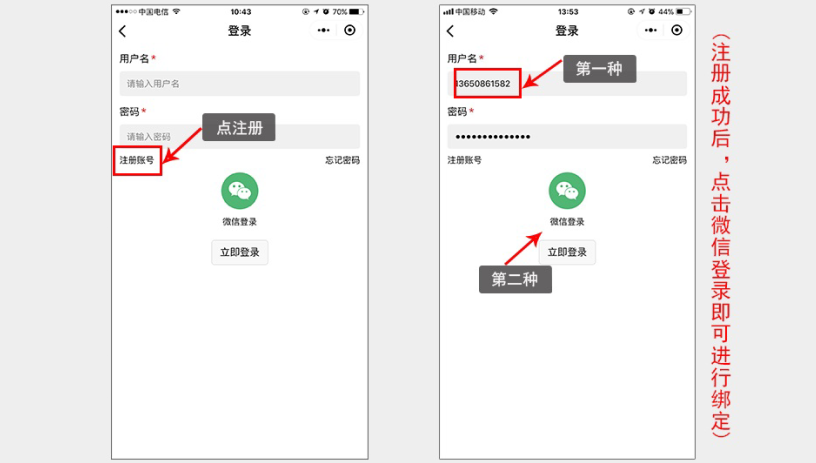 中国电信 10:43 70%
登录
用户名*
请输入用户名
密码*
请输入密码
点注册
注册账号 忘记密码
微信登录
立即登录
中国移动 13:53 44%
登录
用户名*
第一种
13650861582
密码*
注册账号 忘记密码
微信登录
立即登录
第二种
（注册成功后，点击微信登录即可进行绑定）